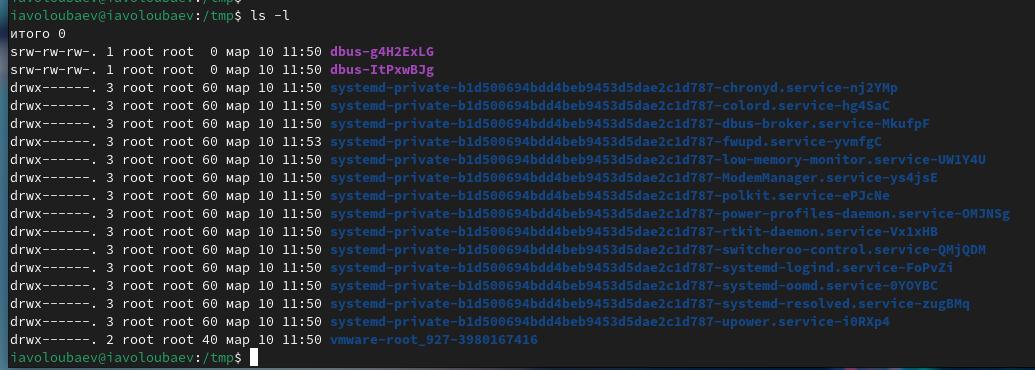 iavoloubaev@iavoloubaev:/tmp$ ls -l
итого 0
srw-rw-rw-. 1 root root  0 мар 10 11:50 dbus-g4H2ExLG
srw-rw-rw-. 1 root root  0 мар 10 11:50 dbus-ItPxwBJg
drwx------. 3 root root 60 мар 10 11:50 systemd-private-b1d500694bdd4beb9453d5dae2c1d787-chronyd.service-nj2YMp
drwx------. 3 root root 60 мар 10 11:50 systemd-private-b1d500694bdd4beb9453d5dae2c1d787-colord.service-hg4SaC
drwx------. 3 root root 60 мар 10 11:50 systemd-private-b1d500694bdd4beb9453d5dae2c1d787-dbus-broker.service-MkufpF
drwx------. 3 root root 60 мар 10 11:53 systemd-private-b1d500694bdd4beb9453d5dae2c1d787-fwupd.service-yvmfgC
drwx------. 3 root root 60 мар 10 11:50 systemd-private-b1d500694bdd4beb9453d5dae2c1d787-low-memory-monitor.service-UW1Y4U
drwx------. 3 root root 60 мар 10 11:50 systemd-private-b1d500694bdd4beb9453d5dae2c1d787-ModemManager.service-ys4jsE
drwx------. 3 root root 60 мар 10 11:50 systemd-private-b1d500694bdd4beb9453d5dae2c1d787-polkit.service-ePJcNe
drwx------. 3 root root 60 мар 10 11:50 systemd-private-b1d500694bdd4beb9453d5dae2c1d787-power-profiles-daemon.service-OMJNSg
drwx------. 3 root root 60 мар 10 11:50 systemd-private-b1d500694bdd4beb9453d5dae2c1d787-rtkit-daemon.service-Vx1xHB
drwx------. 3 root root 60 мар 10 11:50 systemd-private-b1d500694bdd4beb9453d5dae2c1d787-switcheroo-control.service-QMjQDM
drwx------. 3 root root 60 мар 10 11:50 systemd-private-b1d500694bdd4beb9453d5dae2c1d787-systemd-logind.service-FoPvZi
drwx------. 3 root root 60 мар 10 11:50 systemd-private-b1d500694bdd4beb9453d5dae2c1d787-systemd-oomd.service-0YOYBC
drwx------. 3 root root 60 мар 10 11:50 systemd-private-b1d500694bdd4beb9453d5dae2c1d787-systemd-resolved.service-zugBMq
drwx------. 3 root root 60 мар 10 11:50 systemd-private-b1d500694bdd4beb9453d5dae2c1d787-upower.service-i0RXp4
drwx------. 2 root root 40 мар 10 11:50 vmware-root_927-3980167416
iavoloubaev@iavoloubaev:/tmp$